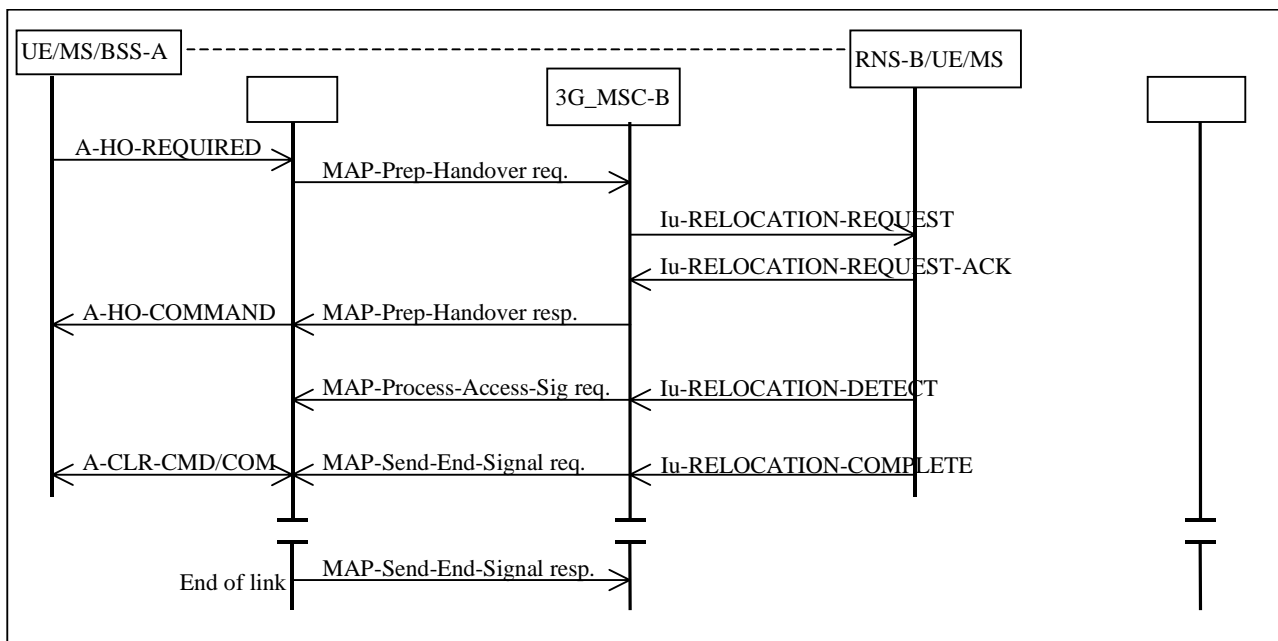 UE/MS/BSS-A
RNS-B/UE/MS
3G_MSC-B
A-HO-REQUIRED
MAP-Prep-Handover req.
Iu-RELOCATION-REQUEST
Iu-RELOCATION-REQUEST-ACK
A-HO-COMMAND
MAP-Prep-Handover resp.
MAP-Process-Access-Sig req.
Iu-RELOCATION-DETECT
A-CLR-CMD/COM
MAP-Send-End-Signal req.
Iu-RELOCATION-COMPLETE
MAP-Send-End-Signal resp.
End of link